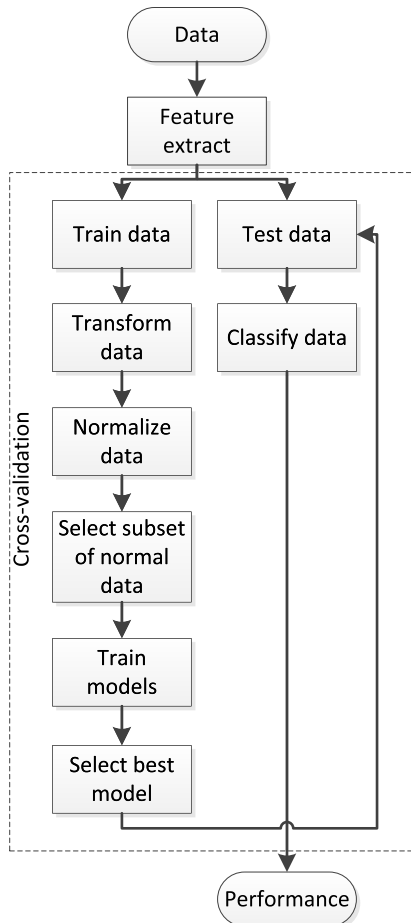 Data
Feature
extract
Train data
Test data
Transform
data
Classify data
Normalize
data
Select subset
of normal
data
Train
models
Select best
model
Cross-validation
Performance